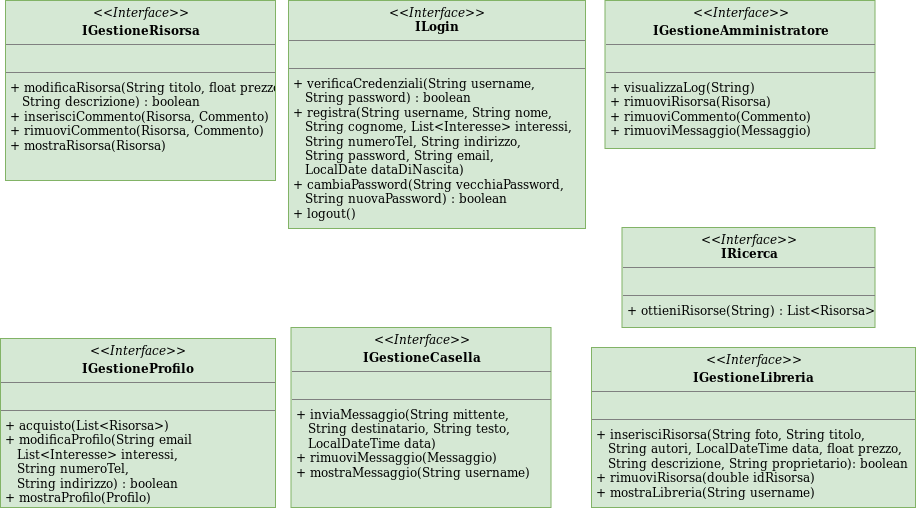 <<Interface>>
IGestioneRisorsa
+ modificaRisorsa(String titolo, float prezzo
String descrizione) : boolean
+ inserisciCommento(Risorsa, Commento)
+ rimuoviCommento(Risorsa, Commento)
+ mostraRisorsa(Risorsa)
<<Interface>>
ILogin
+ verificaCredenziali(String username,
String password) : boolean
+ registra(String username, String nome,
String cognome, List<Interesse> interessi,
String numeroTel, String indirizzo,
String password, String email,
LocalDate dataDiNascita)
+ cambiaPassword(String vecchiaPassword,
String nuovaPassword) : boolean
+ logout()
<<Interface>>
IGestioneAmministratore
+ visualizzaLog(String)
+ rimuoviRisorsa(Risorsa)
+ rimuoviCommento(Commento)
+ rimuoviMessaggio(Messaggio)
<<Interface>>
IRicerca
+ ottieniRisorse(String) : List<Risorsa>
<<Interface>>
IGestioneProfilo
+ acquisto(List<Risorsa>)
+ modificaProfilo(String email
List<Interesse> interessi,
String numeroTel,
String indirizzo) : boolean
+ mostraProfilo(Profilo)
<<Interface>>
IGestioneCasella
+ inviaMessaggio(String mittente,
String destinatario, String testo,
LocalDateTime data)
+ rimuoviMessaggio(Messaggio)
+ mostraMessaggio(String username)
<<Interface>>
IGestioneLibreria
+ inserisciRisorsa(String foto, String titolo,
String autori, LocalDateTime data, float prezzo,
String descrizione, String proprietario): boolean
+ rimuoviRisorsa(double idRisorsa)
+ mostraLibreria(String username)